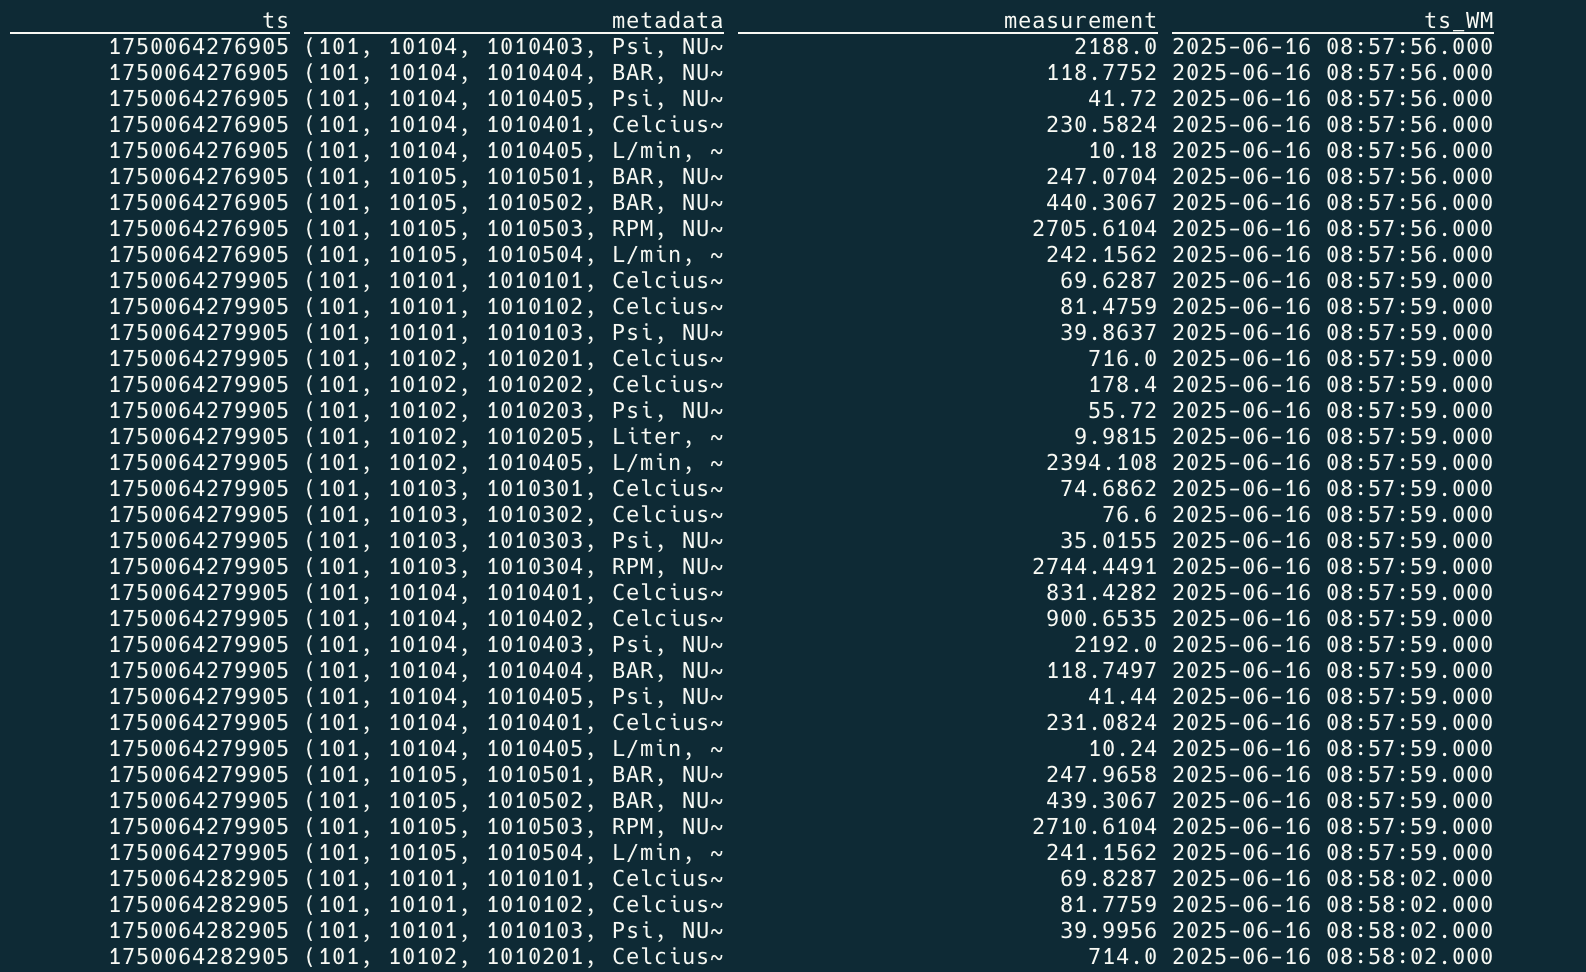 ts metadata measurement ts_WM
1750064276905 (101, 10104, 1010403, Psi, NU~ 2188.0 2025-06-16 08:57:56.000
1750064276905 (101, 10104, 1010404, BAR, NU~ 118.7752 2025-06-16 08:57:56.000
1750064276905 (101, 10104, 1010405, Psi, NU~ 41.72 2025-06-16 08:57:56.000
1750064276905 (101, 10104, 1010401, Celcius~ 230.5824 2025-06-16 08:57:56.000
1750064276905 (101, 10104, 1010405, L/min, ~ 10.18 2025-06-16 08:57:56.000
1750064276905 (101, 10105, 1010501, BAR, NU~ 247.0704 2025-06-16 08:57:56.000
1750064276905 (101, 10105, 1010502, BAR, NU~ 440.3067 2025-06-16 08:57:56.000
1750064276905 (101, 10105, 1010503, RPM, NU~ 2705.6104 2025-06-16 08:57:56.000
1750064276905 (101, 10105, 1010504, L/min, ~ 242.1562 2025-06-16 08:57:56.000
1750064279905 (101, 10101, 1010101, Celcius~ 69.6287 2025-06-16 08:57:59.000
1750064279905 (101, 10101, 1010102, Celcius~ 81.4759 2025-06-16 08:57:59.000
1750064279905 (101, 10101, 1010103, Psi, NU~ 39.8637 2025-06-16 08:57:59.000
1750064279905 (101, 10102, 1010201, Celcius~ 716.0 2025-06-16 08:57:59.000
1750064279905 (101, 10102, 1010202, Celcius~ 178.4 2025-06-16 08:57:59.000
1750064279905 (101, 10102, 1010203, Psi, NU~ 55.72 2025-06-16 08:57:59.000
1750064279905 (101, 10102, 1010205, Liter, ~ 9.9815 2025-06-16 08:57:59.000
1750064279905 (101, 10102, 1010405, L/min, ~ 2394.108 2025-06-16 08:57:59.000
1750064279905 (101, 10103, 1010301, Celcius~ 74.6862 2025-06-16 08:57:59.000
1750064279905 (101, 10103, 1010302, Celcius~ 76.6 2025-06-16 08:57:59.000
1750064279905 (101, 10103, 1010303, Psi, NU~ 35.0155 2025-06-16 08:57:59.000
1750064279905 (101, 10103, 1010304, RPM, NU~ 2744.4491 2025-06-16 08:57:59.000
1750064279905 (101, 10104, 1010401, Celcius~ 831.4282 2025-06-16 08:57:59.000
1750064279905 (101, 10104, 1010402, Celcius~ 900.6535 2025-06-16 08:57:59.000
1750064279905 (101, 10104, 1010403, Psi, NU~ 2192.0 2025-06-16 08:57:59.000
1750064279905 (101, 10104, 1010404, BAR, NU~ 118.7497 2025-06-16 08:57:59.000
1750064279905 (101, 10104, 1010405, Psi, NU~ 41.44 2025-06-16 08:57:59.000
1750064279905 (101, 10104, 1010401, Celcius~ 231.0824 2025-06-16 08:57:59.000
1750064279905 (101, 10104, 1010405, L/min, ~ 10.24 2025-06-16 08:57:59.000
1750064279905 (101, 10105, 1010501, BAR, NU~ 247.9658 2025-06-16 08:57:59.000
1750064279905 (101, 10105, 1010502, BAR, NU~ 439.3067 2025-06-16 08:57:59.000
1750064279905 (101, 10105, 1010503, RPM, NU~ 2710.6104 2025-06-16 08:57:59.000
1750064279905 (101, 10105, 1010504, L/min, ~ 241.1562 2025-06-16 08:57:59.000
1750064282905 (101, 10101, 1010101, Celcius~ 69.8287 2025-06-16 08:58:02.000
1750064282905 (101, 10101, 1010102, Celcius~ 81.7759 2025-06-16 08:58:02.000
1750064282905 (101, 10101, 1010103, Psi, NU~ 39.9956 2025-06-16 08:58:02.000
1750064282905 (101, 10102, 1010201, Celcius~ 714.0 2025-06-16 08:58:02.000